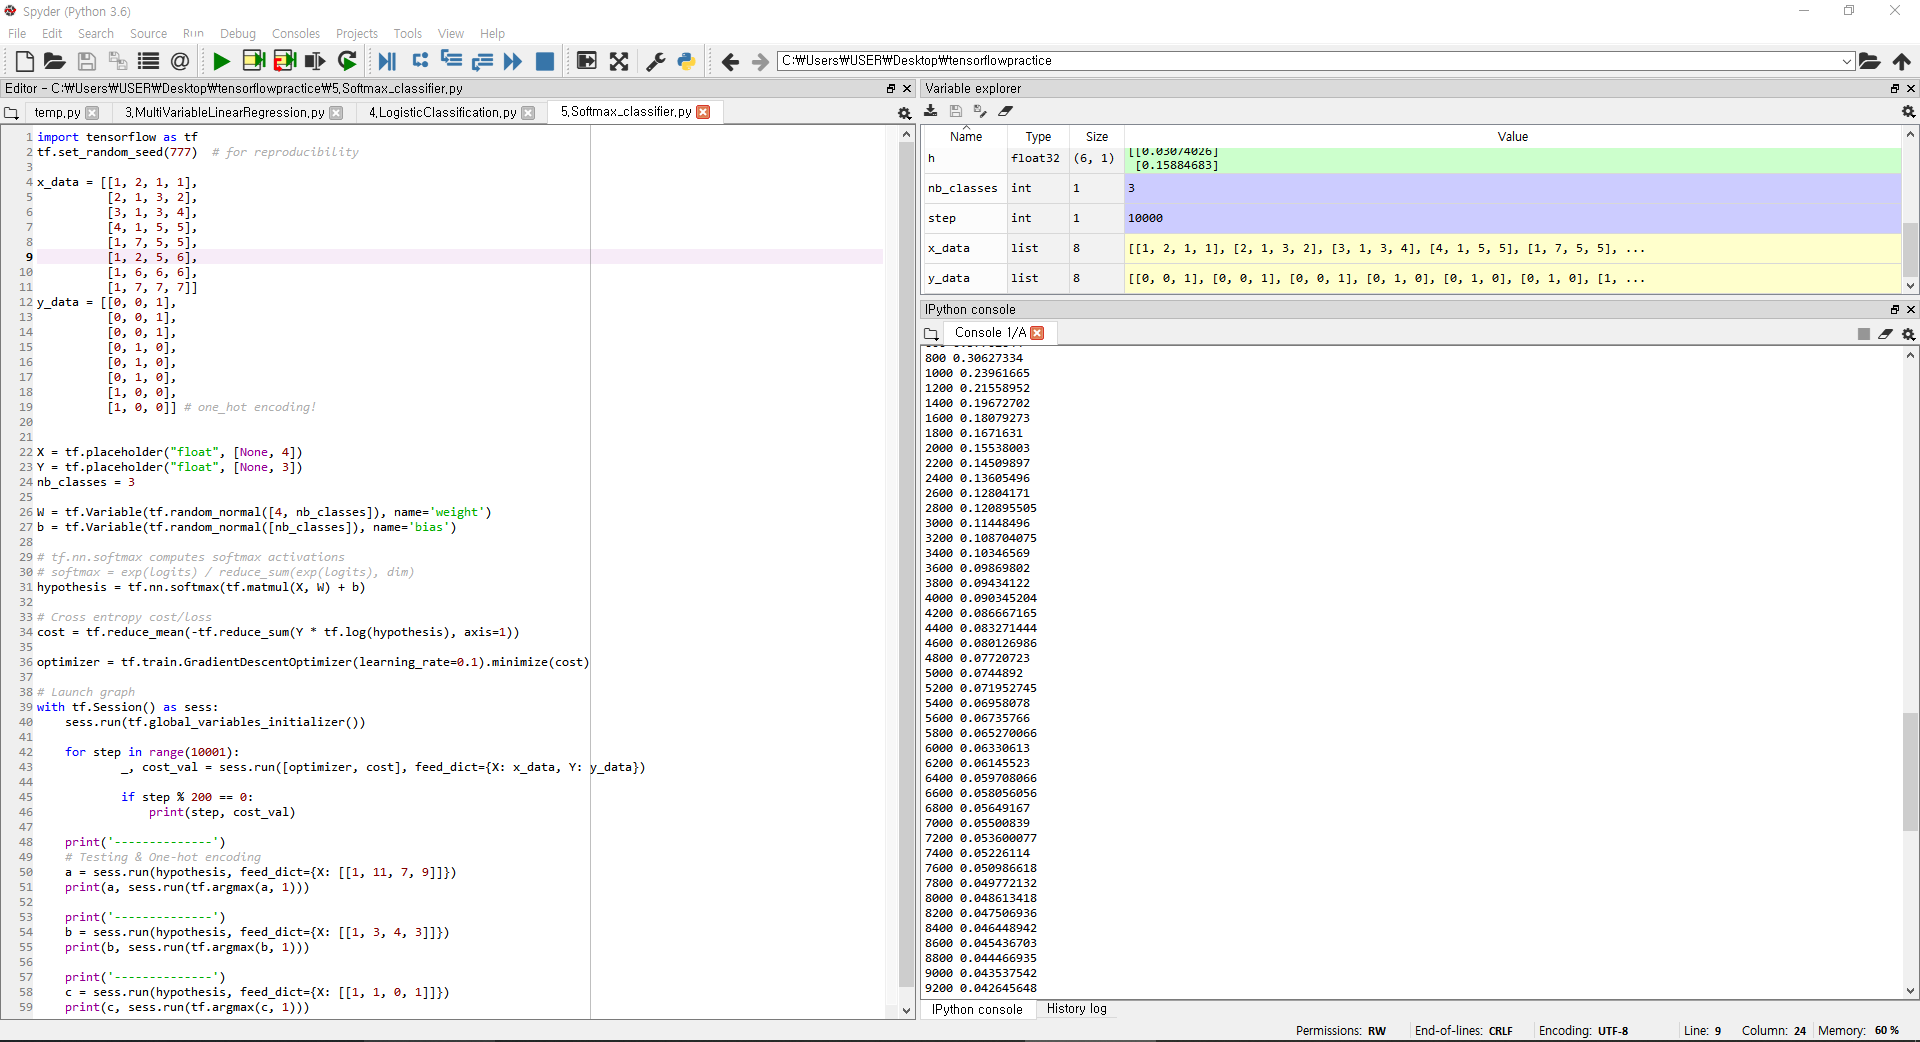 Spyder (Python 3.6)
File Edit Search Source Run Debug Consoles Projects Tools View Help
C:₩Users₩USER₩Desktop₩tensorflowpractice
Editor - C:₩Users₩USER₩Desktop₩tensorflowpractice₩5,Softmax_classifier,py
temp,py 3,MultiVariableLinearRegression,py 4,LogisticClassification,py 5,Softmax_classifier,py
1 import tensorflow as tf
2 tf.set_random_seed(777)  # for reproducibility
3
4 x_data = [[1, 2, 1, 1],
5           [2, 1, 3, 2],
6           [3, 1, 3, 4],
7           [4, 1, 5, 5],
8           [1, 7, 5, 5],
9           [1, 2, 5, 6],
10           [1, 6, 6, 6],
11           [1, 7, 7, 7]]
12 y_data = [[0, 0, 1],
13           [0, 0, 1],
14           [0, 0, 1],
15           [0, 1, 0],
16           [0, 1, 0],
17           [0, 1, 0],
18           [1, 0, 0],
19           [1, 0, 0]] # one_hot encoding!
20
21
22 X = tf.placeholder("float", [None, 4])
23 Y = tf.placeholder("float", [None, 3])
24 nb_classes = 3
25
26 W = tf.Variable(tf.random_normal([4, nb_classes]), name='weight')
27 b = tf.Variable(tf.random_normal([nb_classes]), name='bias')
28
29 # tf.nn.softmax computes softmax activations
30 # softmax = exp(logits) / reduce_sum(exp(logits), dim)
31 hypothesis = tf.nn.softmax(tf.matmul(X, W) + b)
32
33 # Cross entropy cost/loss
34 cost = tf.reduce_mean(-tf.reduce_sum(Y * tf.log(hypothesis), axis=1))
35
36 optimizer = tf.train.GradientDescentOptimizer(learning_rate=0.1).minimize(cost)
37
38 # Launch graph
39 with tf.Session() as sess:
40     sess.run(tf.global_variables_initializer())
41
42     for step in range(10001):
43             _, cost_val = sess.run([optimizer, cost], feed_dict={X: x_data, Y: y_data})
44
45             if step % 200 == 0:
46                 print(step, cost_val)
47
48     print('--------------')
49     # Testing & One-hot encoding
50     a = sess.run(hypothesis, feed_dict={X: [[1, 11, 7, 9]]})
51     print(a, sess.run(tf.argmax(a, 1)))
52
53     print('--------------')
54     b = sess.run(hypothesis, feed_dict={X: [[1, 3, 4, 3]]})
55     print(b, sess.run(tf.argmax(b, 1)))
56
57     print('--------------')
58     c = sess.run(hypothesis, feed_dict={X: [[1, 1, 0, 1]]})
59     print(c, sess.run(tf.argmax(c, 1)))
Variable explorer
Name Type Size Value
h float32 (6, 1) [[0.03074026]
[0.15884683]
nb_classes int 1 3
step int 1 10000
x_data list 8 [[1, 2, 1, 1], [2, 1, 3, 2], [3, 1, 3, 4], [4, 1, 5, 5], [1, 7, 5, 5], ...
y_data list 8 [[0, 0, 1], [0, 0, 1], [0, 0, 1], [0, 1, 0], [0, 1, 0], [0, 1, 0], [1, ...
IPython console
Console 1/A
800 0.30627334
1000 0.23961665
1200 0.21558952
1400 0.19672702
1600 0.18079273
1800 0.1671631
2000 0.15538003
2200 0.14509897
2400 0.13605496
2600 0.12804171
2800 0.120895505
3000 0.11448496
3200 0.108704075
3400 0.10346569
3600 0.09869802
3800 0.09434122
4000 0.090345204
4200 0.086667165
4400 0.083271444
4600 0.080126986
4800 0.07720723
5000 0.0744892
5200 0.071952745
5400 0.06958078
5600 0.06735766
5800 0.065270066
6000 0.06330613
6200 0.06145523
6400 0.059708066
6600 0.058056056
6800 0.05649167
7000 0.05500839
7200 0.053600077
7400 0.05226114
7600 0.050986618
7800 0.049772132
8000 0.048613418
8200 0.047506936
8400 0.046448942
8600 0.045436703
8800 0.044466935
9000 0.043537542
9200 0.042645648
IPython console History log
Permissions: RW End-of-lines: CRLF Encoding: UTF-8 Line: 9 Column: 24 Memory: 60 %